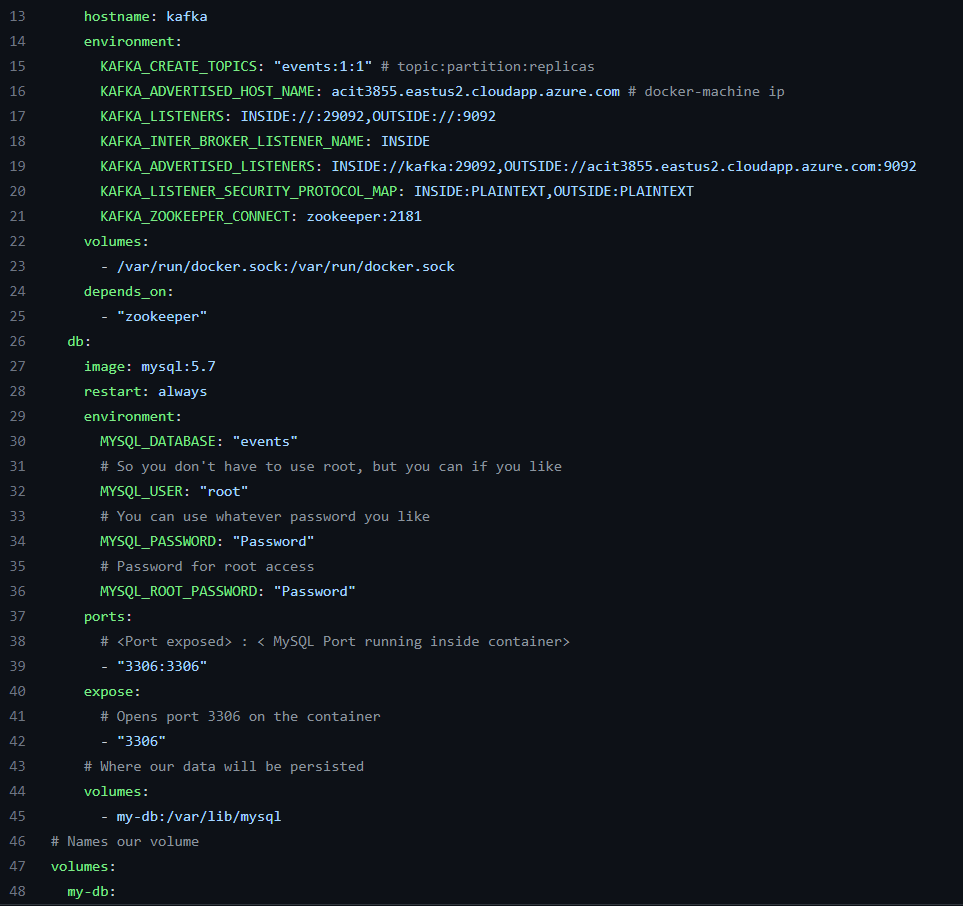 13 hostname: kafka
14 environment:
15 KAFKA_CREATE_TOPICS: "events:1:1" # topic:partition:replicas
16 KAFKA_ADVERTISED_HOST_NAME: acit3855.eastus2.cloudapp.azure.com # docker-machine ip
17 KAFKA_LISTENERS: INSIDE://:29092,OUTSIDE://:9092
18 KAFKA_INTER_BROKER_LISTENER_NAME: INSIDE
19 KAFKA_ADVERTISED_LISTENERS: INSIDE://kafka:29092,OUTSIDE://acit3855.eastus2.cloudapp.azure.com:9092
20 KAFKA_LISTENER_SECURITY_PROTOCOL_MAP: INSIDE:PLAINTEXT,OUTSIDE:PLAINTEXT
21 KAFKA_ZOOKEEPER_CONNECT: zookeeper:2181
22 volumes:
23 - /var/run/docker.sock:/var/run/docker.sock
24 depends_on:
25 - "zookeeper"
26 db:
27 image: mysql:5.7
28 restart: always
29 environment:
30 MYSQL_DATABASE: "events"
31 # So you don't have to use root, but you can if you like
32 MYSQL_USER: "root"
33 # You can use whatever password you like
34 MYSQL_PASSWORD: "Password"
35 # Password for root access
36 MYSQL_ROOT_PASSWORD: "Password"
37 ports:
38 # <Port exposed> : < MySQL Port running inside container>
39 - "3306:3306"
40 expose:
41 # Opens port 3306 on the container
42 - "3306"
43 # Where our data will be persisted
44 volumes:
45 - my-db:/var/lib/mysql
46 # Names our volume
47 volumes:
48 my-db: